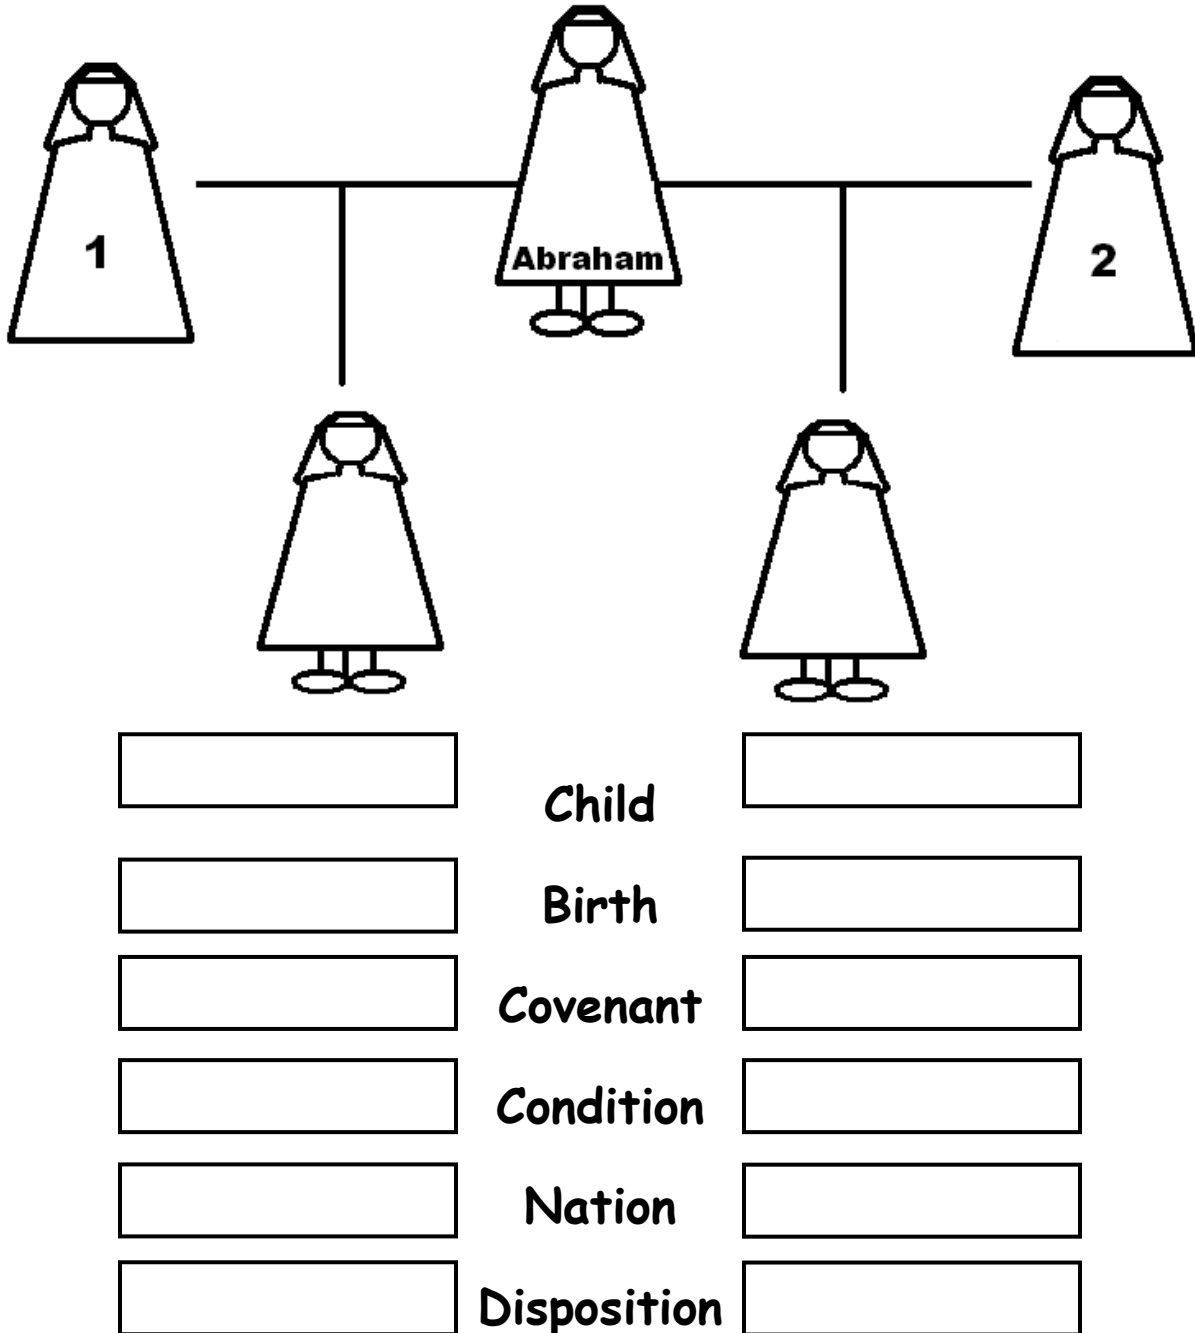 1
Abraham
2
Child
Birth
Covenant
Condition
Nation
Disposition